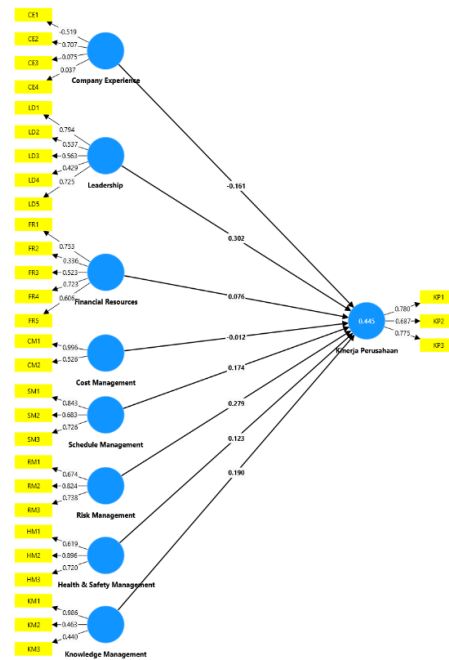 CE1
-0.519
CE2
0.707
CE3
0.075
CE4
0.037
Company Experience
LD1
0.794
LD2
0.537
LD3
0.563
LD4
0.429
LD5
0.725
Leadership
FR1
0.753
FR2
0.336
FR3
0.523
FR4
0.723
FR5
0.606
Financial Resources
CM1
0.996
CM2
0.526
Cost Management
SM1
0.843
SM2
0.683
SM3
0.726
Schedule Management
RM1
0.674
RM2
0.824
RM3
0.738
Risk Management
HM1
0.619
HM2
0.896
HM3
0.720
Health & Safety Management
KM1
0.986
KM2
0.463
KM3
0.440
Knowledge Management
-0.161
0.302
0.076
-0.012
0.174
0.279
0.123
0.190
0.445
Kinerja Perusahaan
0.780
KP1
0.687
KP2
0.775
KP3